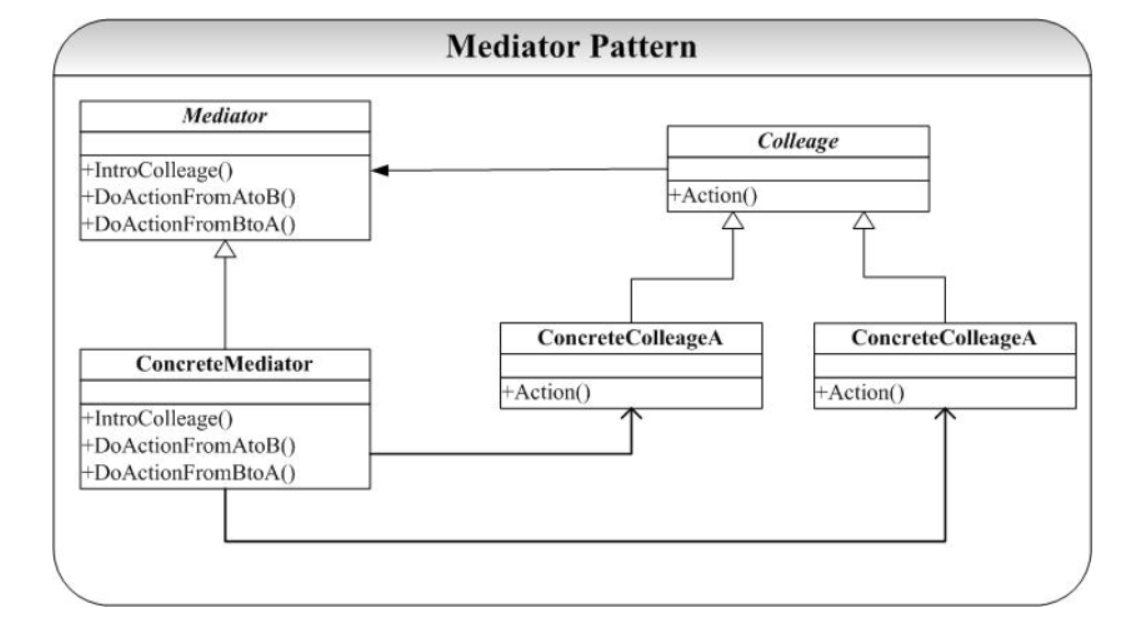 Mediator Pattern
Mediator
+IntroColleage()
+DoActionFromAtoB()
+DoActionFromBtoA()
Colleage
+Action()
ConcreteMediator
+IntroColleage()
+DoActionFromAtoB()
+DoActionFromBtoA()
ConcreteColleageA
+Action()
ConcreteColleageA
+Action()